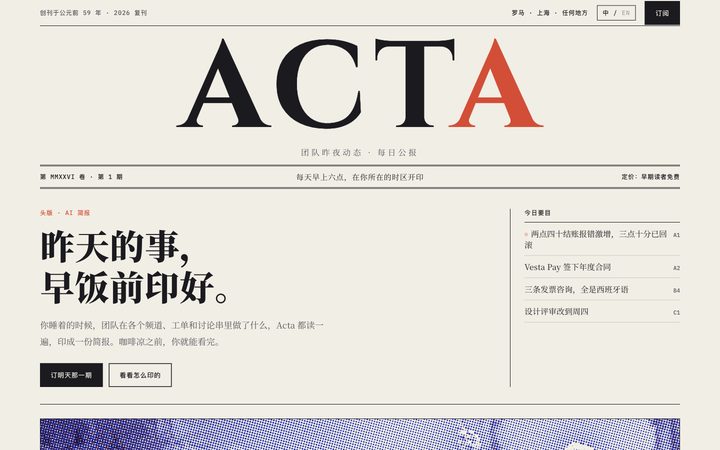 创刊于公元前 59 年 · 2026 复刊
罗马 · 上海 · 任何地方
中 / EN
订阅
ACTA
团队昨夜动态 · 每日公报
第 MMXXVI 卷 · 第 1 期
每天早上六点，在你所在的时区开印
定价: 早期读者免费
头版 · AI 简报
昨天的事，
早饭前印好。
你睡着的时候，团队在各个频道、工单和讨论串里做了什么，Acta 都读一
遍，印成一份简报。咖啡凉之前，你就能看完。
订明天那一期
看看怎么印的
今日要目
两点四十结账报错激增，三点十分已回
滚
A1
Vesta Pay 签下年度合同
A2
三条发票咨询，全是西班牙语
B4
设计评审改到周四
C1